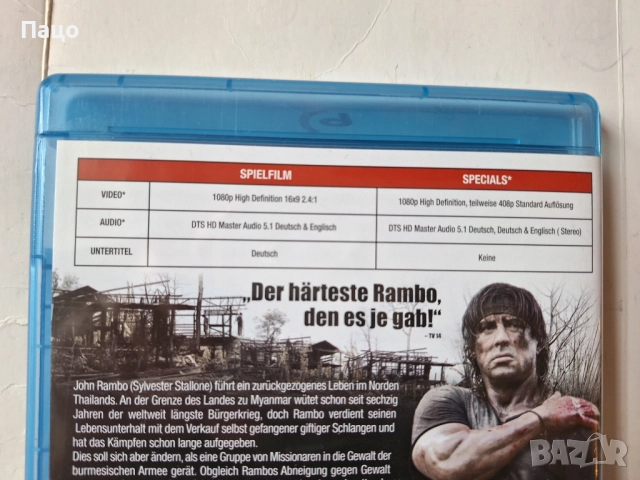 Пацо
SPIELFILM SPECIALS*
VIDEO* 1080p High Definition 16x9 2.4:1 1080p High Definition, teilweise 408p Standard Auflösung
AUDIO* DTS HD Master Audio 5.1 Deutsch & Englisch DTS HD Master Audio 5.1 Deutsch, Deutsch & Englisch ( Stereo)
UNTERTITEL Deutsch Keine
„Der härteste Rambo,
den es je gab!“
– TV 14
John Rambo (Sylvester Stallone) führt ein zurückgezogenes Leben im Norden
Thailands. An der Grenze des Landes zu Myanmar wütet schon seit sechzig
Jahren der weltweit längste Bürgerkrieg, doch Rambo verdient seinen
Lebensunterhalt mit dem Verkauf selbst gefangener giftiger Schlangen und
hat das Kämpfen schon lange aufgegeben.
Dies soll sich aber ändern, als eine Gruppe von Missionaren in die Gewalt der
burmesischen Armee gerät. Obgleich Rambos Abneigung gegen Gewalt
BAZAR